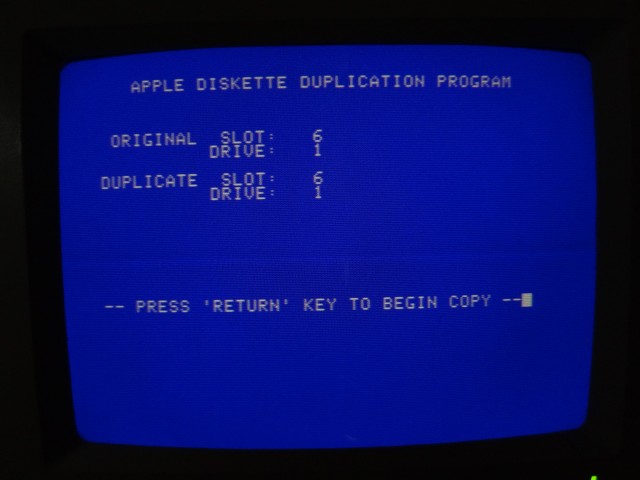 APPLE DISKETTE DUPLICATION PROGRAM
ORIGINAL SLOT: 6
DRIVE: 1
DUPLICATE SLOT: 6
DRIVE: 1
-- PRESS 'RETURN' KEY TO BEGIN COPY --